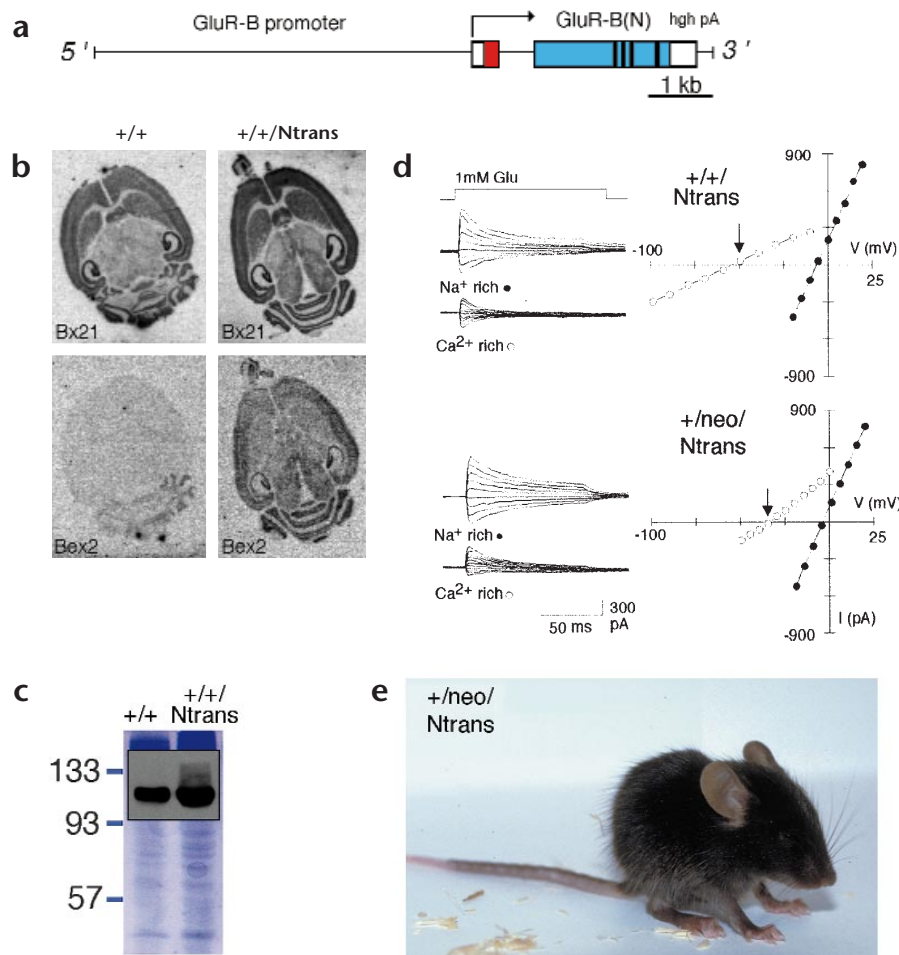 a
GluR-B promoter
GluR-B(N)
hgh pA
5'
3'
1 kb
b
+/+
+/+/Ntrans
Bx21
Bx21
Bex2
Bex2
d
1mM Glu
Na+ rich ●
Ca2+ rich ○
+/+/
Ntrans
900
-100
V (mV)
25
-900
+/neo/
Ntrans
900
Na+ rich ●
Ca2+ rich ○
-100
V (mV)
25
-900
I (pA)
50 ms
300
pA
c
+/+
+/+/
Ntrans
133
93
57
e
+/neo/
Ntrans